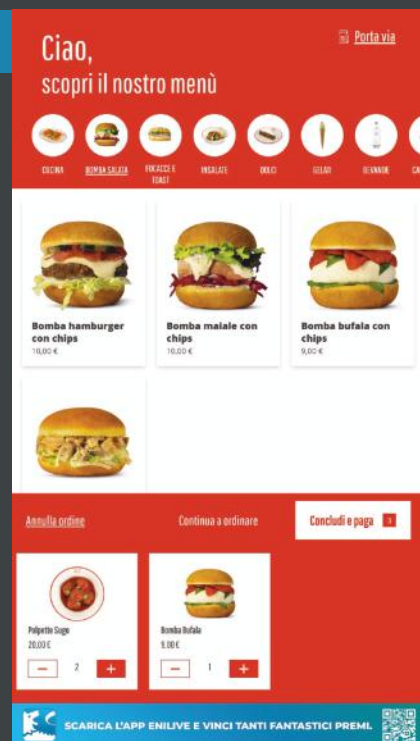 Ciao,
Porta via
scopri il nostro menù
CUCINA
BOMBA SALATA
FOCACCE E
TOAST
INSALATE
DOLCI
GELATI
BEVANDE
Bomba hamburger
con chips
10,00 €
Bomba maiale con
chips
10,00 €
Bomba bufala con
chips
9,00 €
Annulla ordine
Continua a ordinare
Concludi e paga 3
Polpette Sugo
20,00 €
- 2 +
Bomba Bufala
9,00 €
- 1 +
SCARICA L'APP ENILIVE E VINCI TANTI FANTASTICI PREMI.